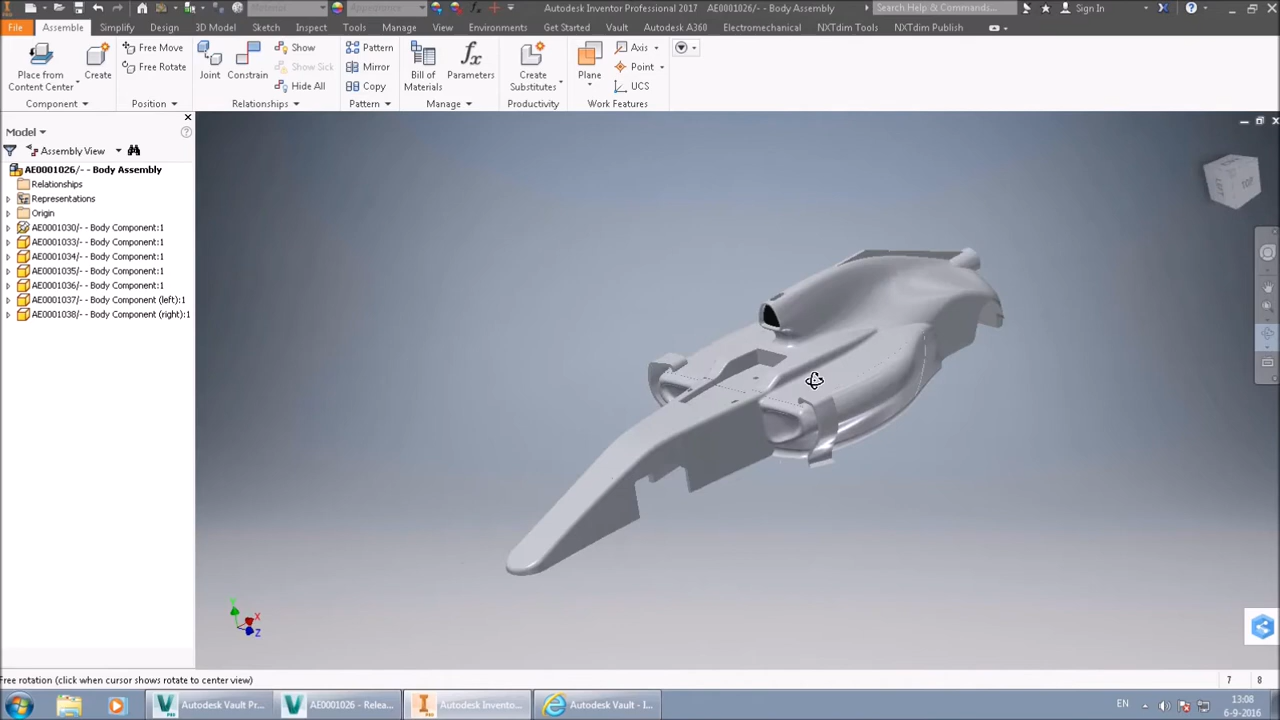 Material Appearance Autodesk Inventor Professional 2017 AE0001026/-- Body Assembly Search Help & Commands... Sign In
File Assemble Simplify Design 3D Model Sketch Inspect Tools Manage View Environments Get Started Vault Autodesk A360 Electromechanical NXTdim Tools NXTdim Publish
Free Move Show Pattern Axis
Free Rotate Show Sick Mirror Point
Place from Content Center Create Joint Constrain Hide All Copy Bill of Materials Parameters Create Substitutes Plane UCS
Component Position Relationships Pattern Manage Productivity Work Features
Model
Assembly View
AE0001026/-- Body Assembly
Relationships
Representations
Origin
AE0001030/-- Body Component:1
AE0001033/-- Body Component:1
AE0001034/-- Body Component:1
AE0001035/-- Body Component:1
AE0001036/-- Body Component:1
AE0001037/-- Body Component (left):1
AE0001038/-- Body Component (right):1
TOP
Y
X
Z
Free rotation (click when cursor shows rotate to center view) 7 8
Autodesk Vault Pr... AE0001026 - Relea... Autodesk Invento... Autodesk Vault - I... EN 13:08
6-9-2016